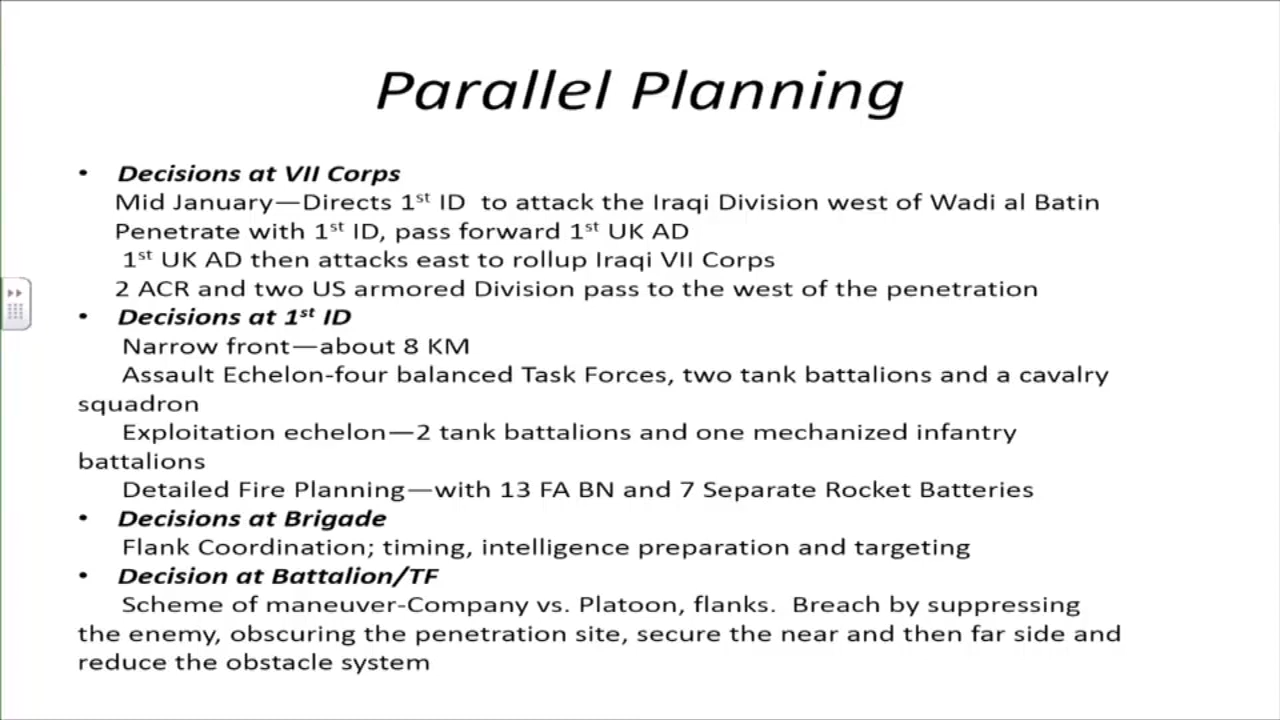 Parallel Planning
• Decisions at VII Corps
Mid January—Directs 1st ID to attack the Iraqi Division west of Wadi al Batin
Penetrate with 1st ID, pass forward 1st UK AD
1st UK AD then attacks east to rollup Iraqi VII Corps
2 ACR and two US armored Division pass to the west of the penetration
• Decisions at 1st ID
Narrow front—about 8 KM
Assault Echelon-four balanced Task Forces, two tank battalions and a cavalry
squadron
Exploitation echelon—2 tank battalions and one mechanized infantry
battalions
Detailed Fire Planning—with 13 FA BN and 7 Separate Rocket Batteries
• Decisions at Brigade
Flank Coordination; timing, intelligence preparation and targeting
• Decision at Battalion/TF
Scheme of maneuver-Company vs. Platoon, flanks. Breach by suppressing
the enemy, obscuring the penetration site, secure the near and then far side and
reduce the obstacle system